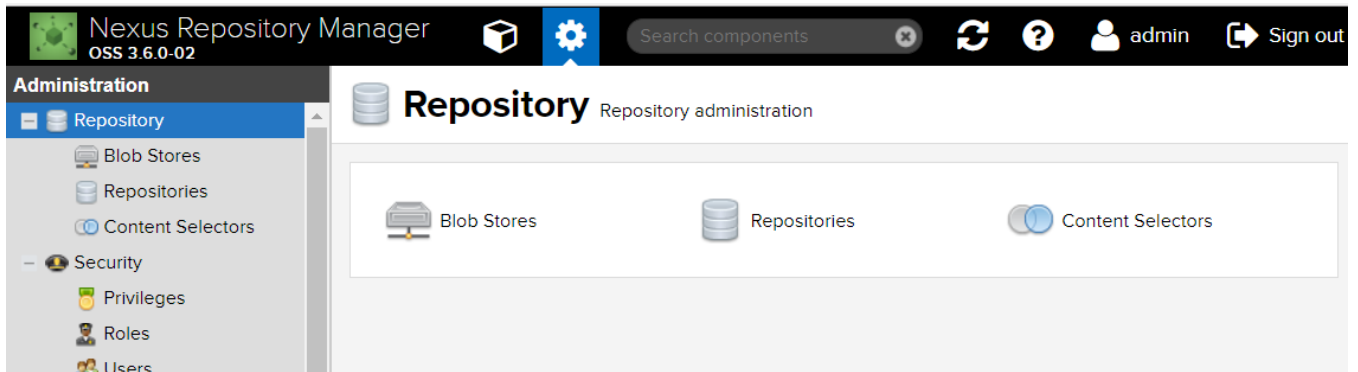 Nexus Repository Manager
OSS 3.6.0-02
Search components
admin
Sign out
Administration
Repository
Blob Stores
Repositories
Content Selectors
Security
Privileges
Roles
Users
Repository Repository administration
Blob Stores Repositories Content Selectors